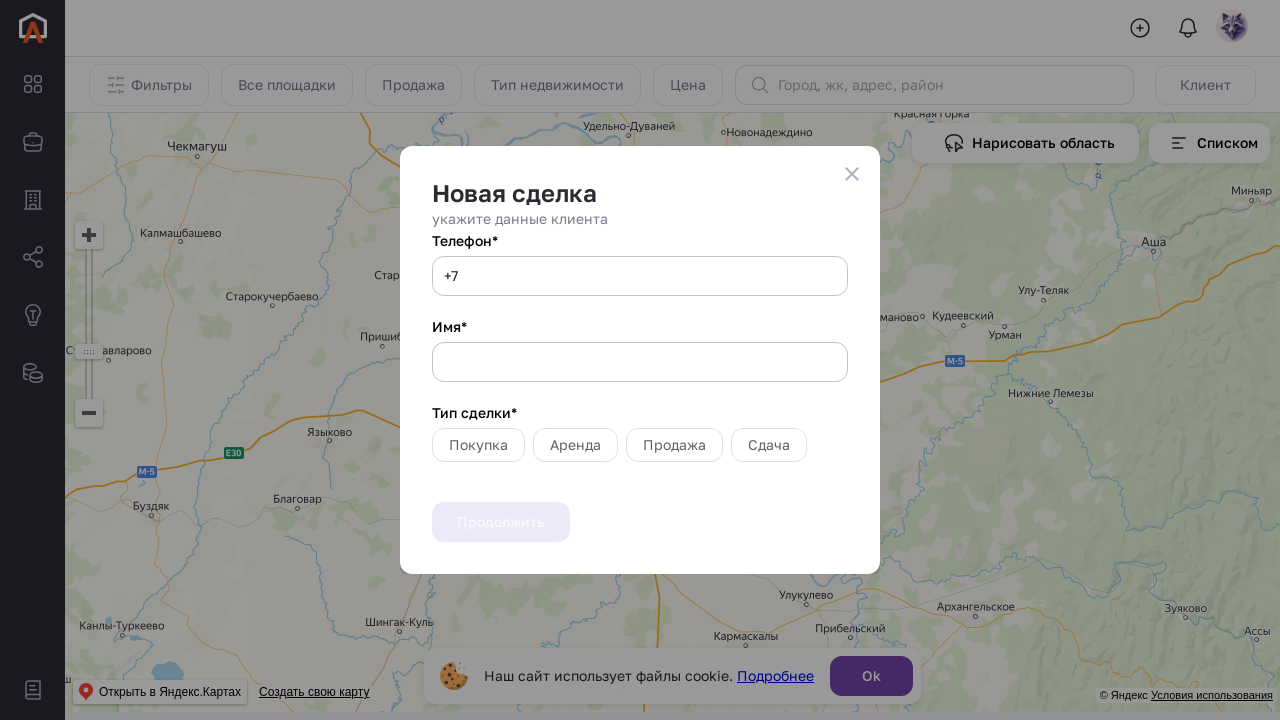 Фильтры
Все площадки
Продажа
Тип недвижимости
Цена
Город, жк, адрес, район
Клиент
Нарисовать область
Списком
Новая сделка
укажите данные клиента
Телефон*
+7
Имя*
Тип сделки*
Покупка
Аренда
Продажа
Сдача
Продолжить
Чекмагуш
Удельно-Дуваней
Новонадеждино
Красная Горка
Миньяр
Калмашбашево
Аша
Старокучербаево
Улу-Теляк
Кудеевский
Урман
М-5
Нижние Лемезы
Языково
E30
М-5
Благовар
Буздяк
Улукулево
Архангельское
Зуяково
Канлы-Туркеево
Шингак-Куль
Прибельский
Кармаскалы
Ассы
Наш сайт использует файлы cookie. Подробнее
Ok
Открыть в Яндекс.Картах
Создать свою карту
© Яндекс Условия использования